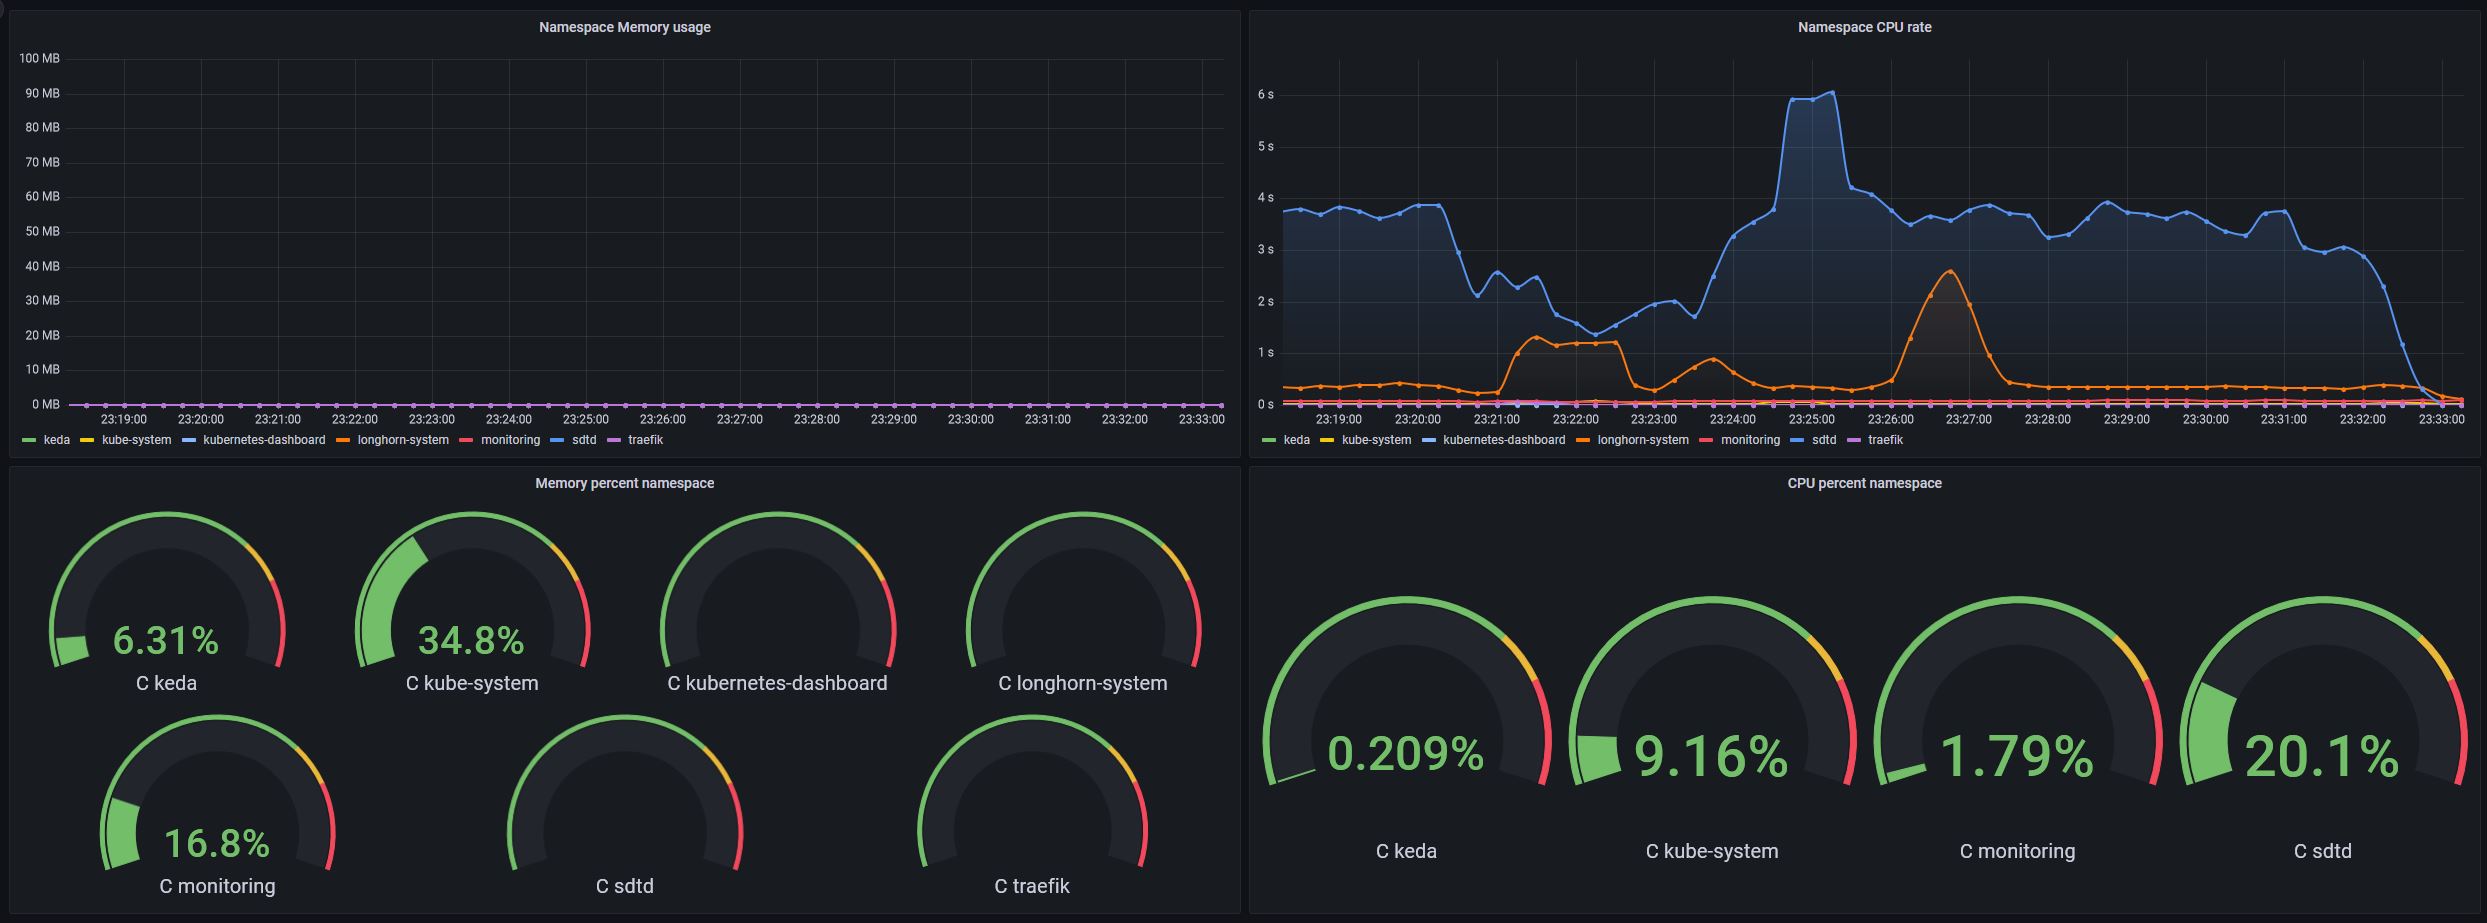 Namespace Memory usage
100 MB
90 MB
80 MB
70 MB
60 MB
50 MB
40 MB
30 MB
20 MB
10 MB
0 MB
23:19:00 23:20:00 23:21:00 23:22:00 23:23:00 23:24:00 23:25:00 23:26:00 23:27:00 23:28:00 23:29:00 23:30:00 23:31:00 23:32:00 23:33:00
keda kube-system kubernetes-dashboard longhorn-system monitoring sdtd traefik
Namespace CPU rate
6 s
5 s
4 s
3 s
2 s
1 s
0 s
23:19:00 23:20:00 23:21:00 23:22:00 23:23:00 23:24:00 23:25:00 23:26:00 23:27:00 23:28:00 23:29:00 23:30:00 23:31:00 23:32:00 23:33:00
keda kube-system kubernetes-dashboard longhorn-system monitoring sdtd traefik
Memory percent namespace
6.31% 34.8%
C keda C kube-system C kubernetes-dashboard C longhorn-system
16.8%
C monitoring C sdtd C traefik
CPU percent namespace
0.209% 9.16% 1.79% 20.1%
C keda C kube-system C monitoring C sdtd